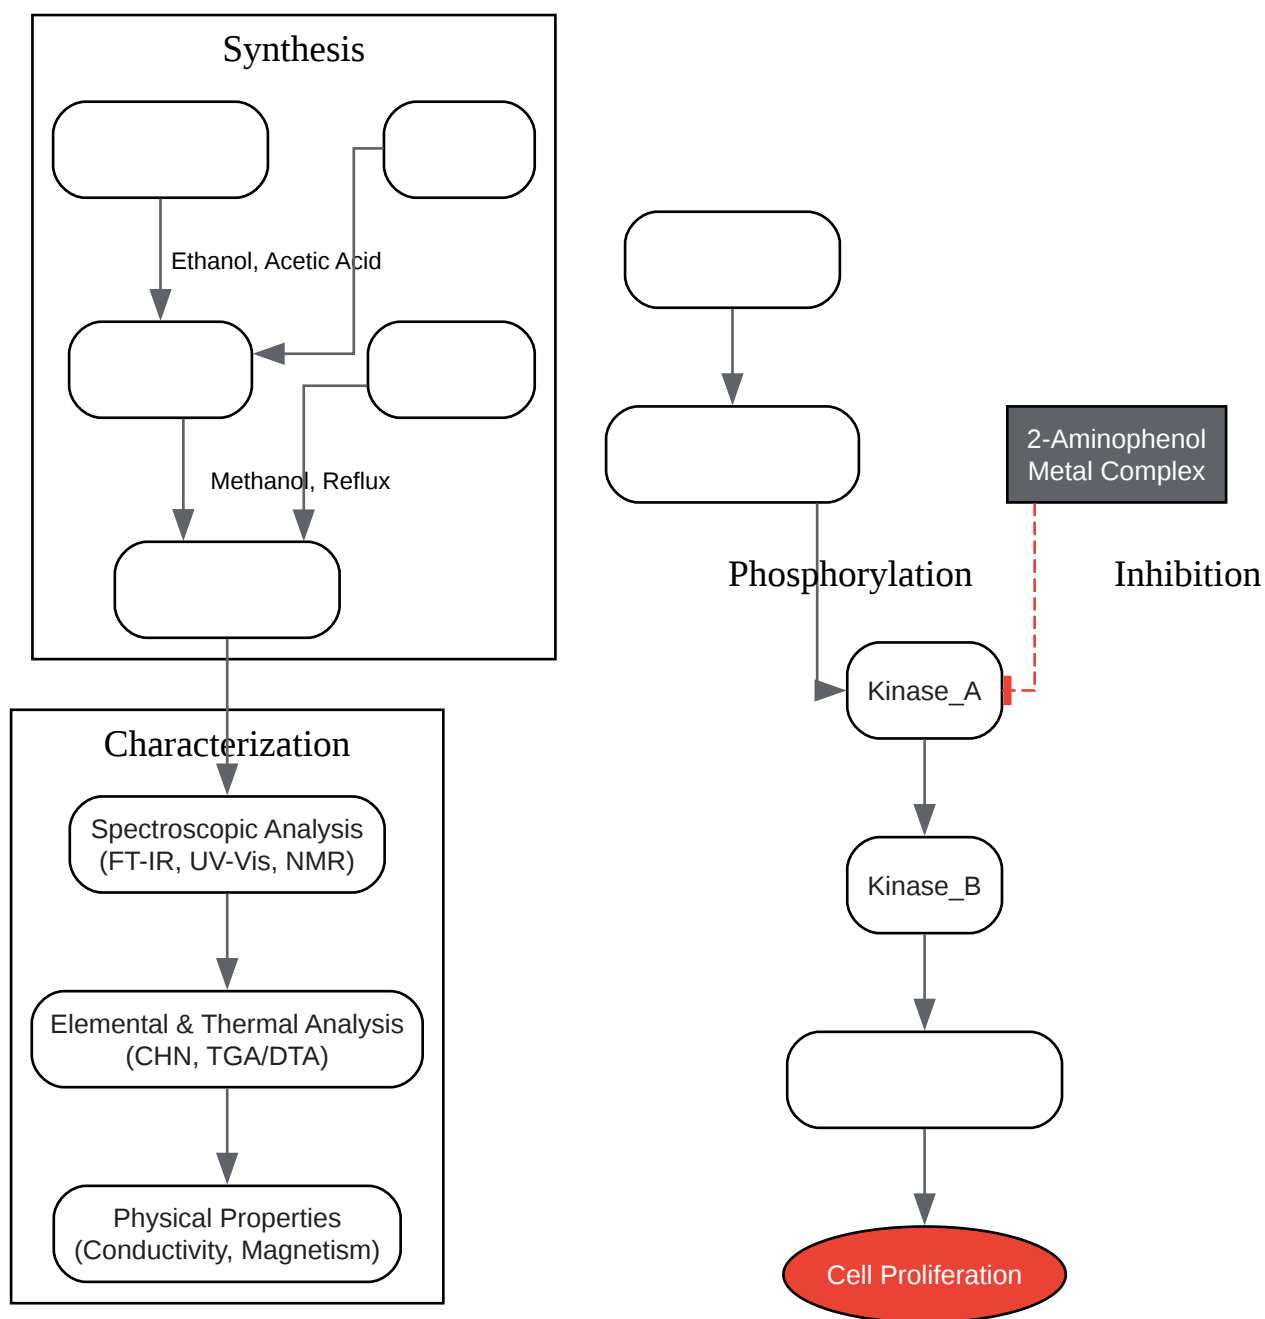 Synthesis
Ethanol, Acetic Acid
Methanol, Reflux
Characterization
Spectroscopic Analysis
(FT-IR, UV-Vis, NMR)
Elemental & Thermal Analysis
(CHN, TGA/DTA)
Physical Properties
(Conductivity, Magnetism)
2-Aminophenol
Metal Complex
Phosphorylation
Inhibition
Kinase_A
Kinase_B
Cell Proliferation